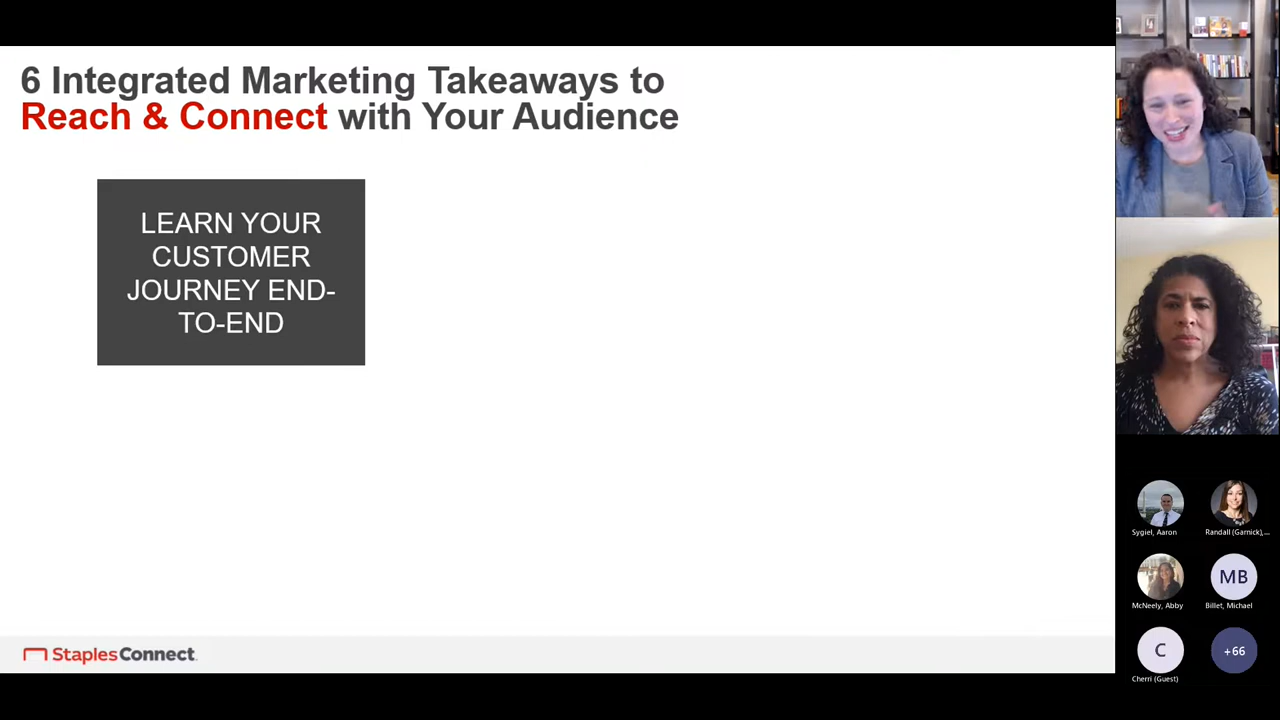 6 Integrated Marketing Takeaways to
Reach & Connect with Your Audience
LEARN YOUR
CUSTOMER
JOURNEY END-
TO-END
StaplesConnect.
Sygiel, Aaron
Randall (Garnick),...
McNeely, Abby
MB
Billet, Michael
C
+66
Cherri (Guest)